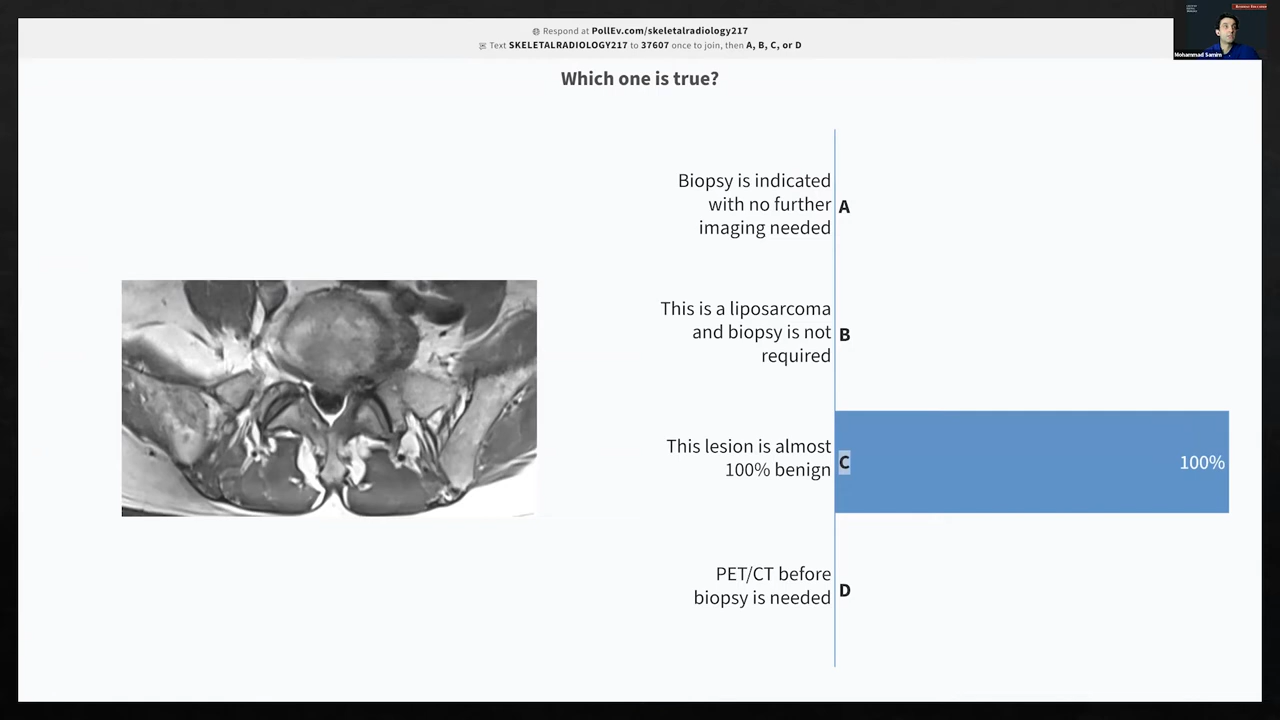 Respond at PollEv.com/skeletalradiology217
Text SKELETALRADIOLOGY217 to 37607 once to join, then A, B, C, or D
Mohammad Samim
Which one is true?
Biopsy is indicated
with no further
imaging needed
A
This is a liposarcoma
and biopsy is not
required
B
This lesion is almost
100% benign
C
100%
PET/CT before
biopsy is needed
D